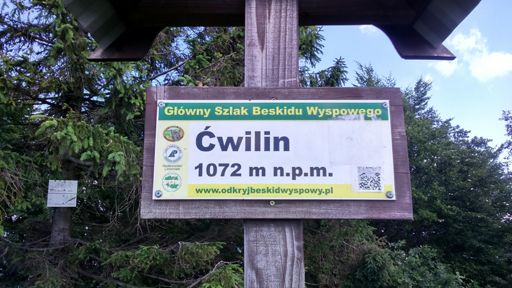 Główny Szlak Beskidu Wyspowego
Ćwilin
1072 m n.p.m.
www.odkryjbeskidwyspowy.pl